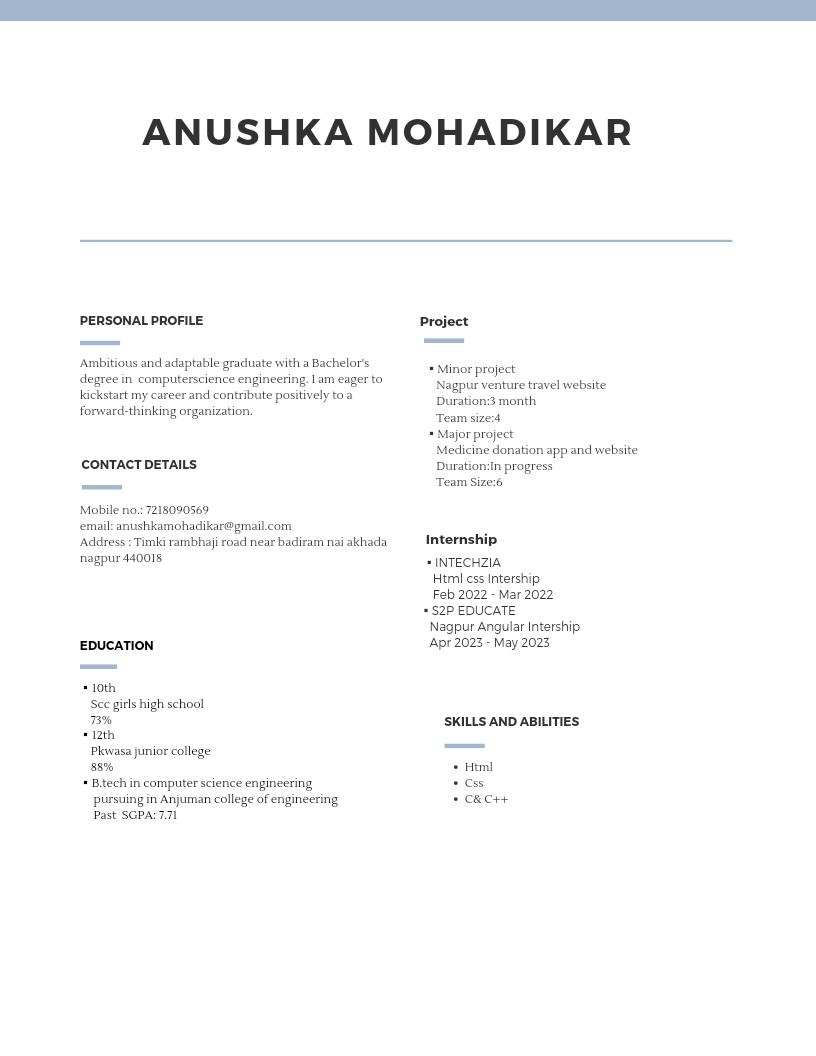 ANUSHKA MOHADIKAR
PERSONAL PROFILE
Ambitious and adaptable graduate with a Bachelor's
degree in  computerscience engineering. I am eager to
kickstart my career and contribute positively to a
forward-thinking organization.
CONTACT DETAILS
Mobile no.: 7218090569
email: anushkamohadikar@gmail.com
Address : Timki rambhaji road near badiram nai akhada
nagpur 440018
EDUCATION
▪ 10th
Scc girls high school
73%
▪ 12th
Pkwasa junior college
88%
▪ B.tech in computer science engineering
pursuing in Anjuman college of engineering
Past  SGPA: 7.71
Project
▪ Minor project
Nagpur venture travel website
Duration:3 month
Team size:4
▪ Major project
Medicine donation app and website
Duration:In progress
Team Size:6
Internship
▪ INTECHZIA
Html css Intership
Feb 2022 - Mar 2022
▪ S2P EDUCATE
Nagpur Angular Intership
Apr 2023 - May 2023
SKILLS AND ABILITIES
• Html
• Css
• C& C++